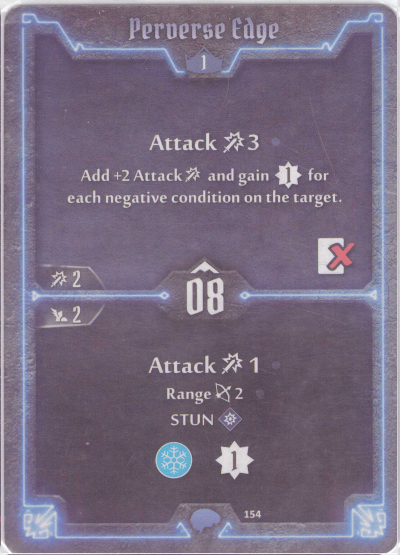 Perverse Edge
1
Attack 3
Add +2 Attack and gain 1 for
each negative condition on the target.
2
08
2
Attack 1
Range 2
STUN
1
154